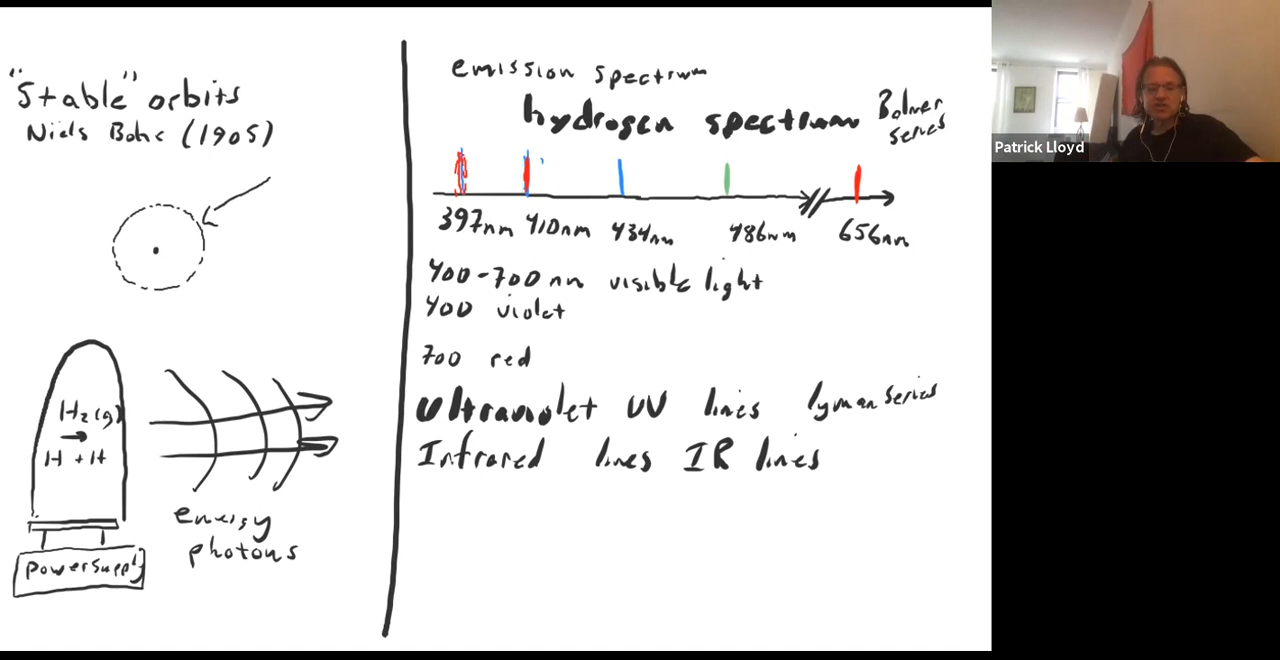 "Stable" orbits
Niels Bohr (1905)
H2(g)
→
H + H
Power Supply
energy
photons
emission spectrum
hydrogen spectrum
Balmer
series
397nm 410nm 434nm 486nm 656nm
400-700 nm visible light
400 violet
700 red
Ultraviolet UV lines lyman series
Infrared lines IR lines
Patrick Lloyd